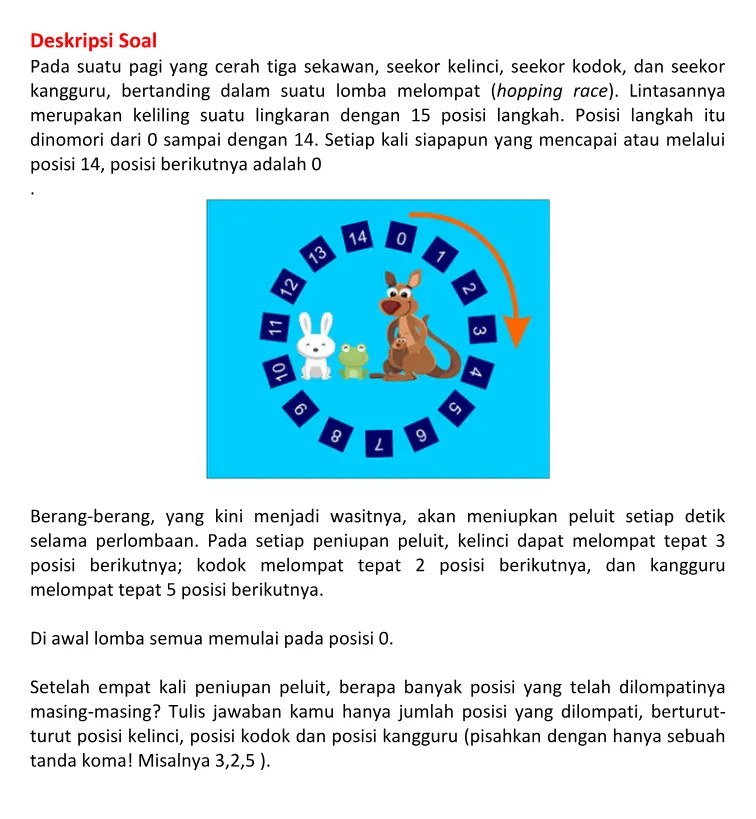 Deskripsi Soal
Pada suatu pagi yang cerah tiga sekawan, seekor kelinci, seekor kodok, dan seekor
kangguru, bertanding dalam suatu lomba melompat (hopping race). Lintasannya
merupakan keliling suatu lingkaran dengan 15 posisi langkah. Posisi langkah itu
dinomori dari 0 sampai dengan 14. Setiap kali siapapun yang mencapai atau melalui
posisi 14, posisi berikutnya adalah 0
.
0
1
2
3
4
5
6
7
8
9
10
11
12
13
14
Berang-berang, yang kini menjadi wasitnya, akan meniupkan peluit setiap detik
selama perlombaan. Pada setiap peniupan peluit, kelinci dapat melompat tepat 3
posisi berikutnya; kodok melompat tepat 2 posisi berikutnya, dan kangguru
melompat tepat 5 posisi berikutnya.
Di awal lomba semua memulai pada posisi 0.
Setelah empat kali peniupan peluit, berapa banyak posisi yang telah dilompatinya
masing-masing? Tulis jawaban kamu hanya jumlah posisi yang dilompati, berturut-
turut posisi kelinci, posisi kodok dan posisi kangguru (pisahkan dengan hanya sebuah
tanda koma! Misalnya 3,2,5 ).